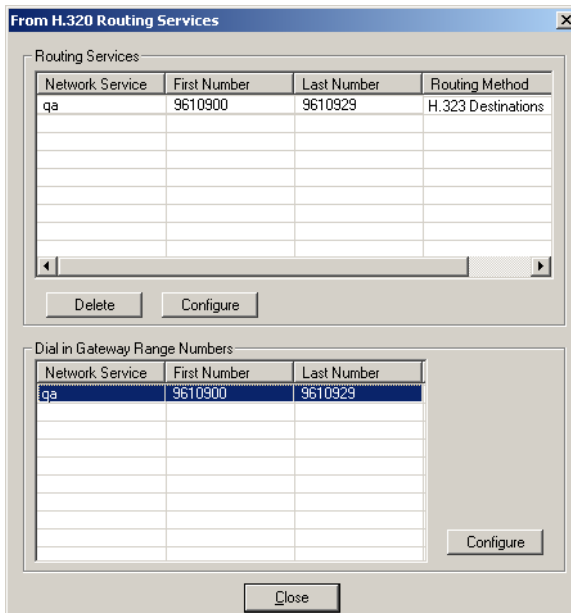 From H.320 Routing Services
Routing Services
Network Service First Number Last Number Routing Method
qa 9610900 9610929 H.323 Destinations
Delete Configure
Dial in Gateway Range Numbers
Network Service First Number Last Number
qa 9610900 9610929
Configure
Close